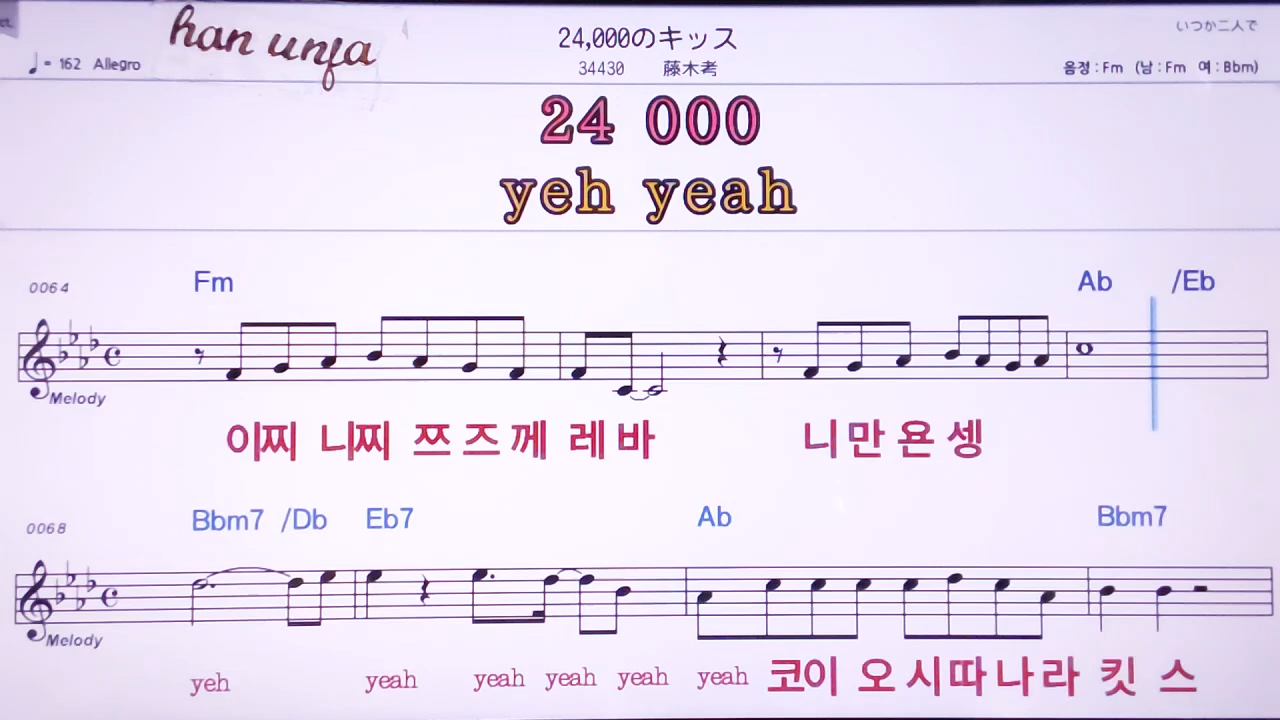 ct.
han unfa
24,000のキッス
いつか二人で
♩= 162 Allegro
34430 藤木考
음정 : Fm (남 : Fm 여 : Bbm)
24 000
yeh yeah
0064
Fm Ab /Eb
Melody
이찌 니찌 쯔 즈 께 레 바 니 만 욘 셍
0068
Bbm7 /Db Eb7 Ab Bbm7
Melody
yeh yeah yeah yeah yeah yeah 코이 오 시 따 나 라 킷 스